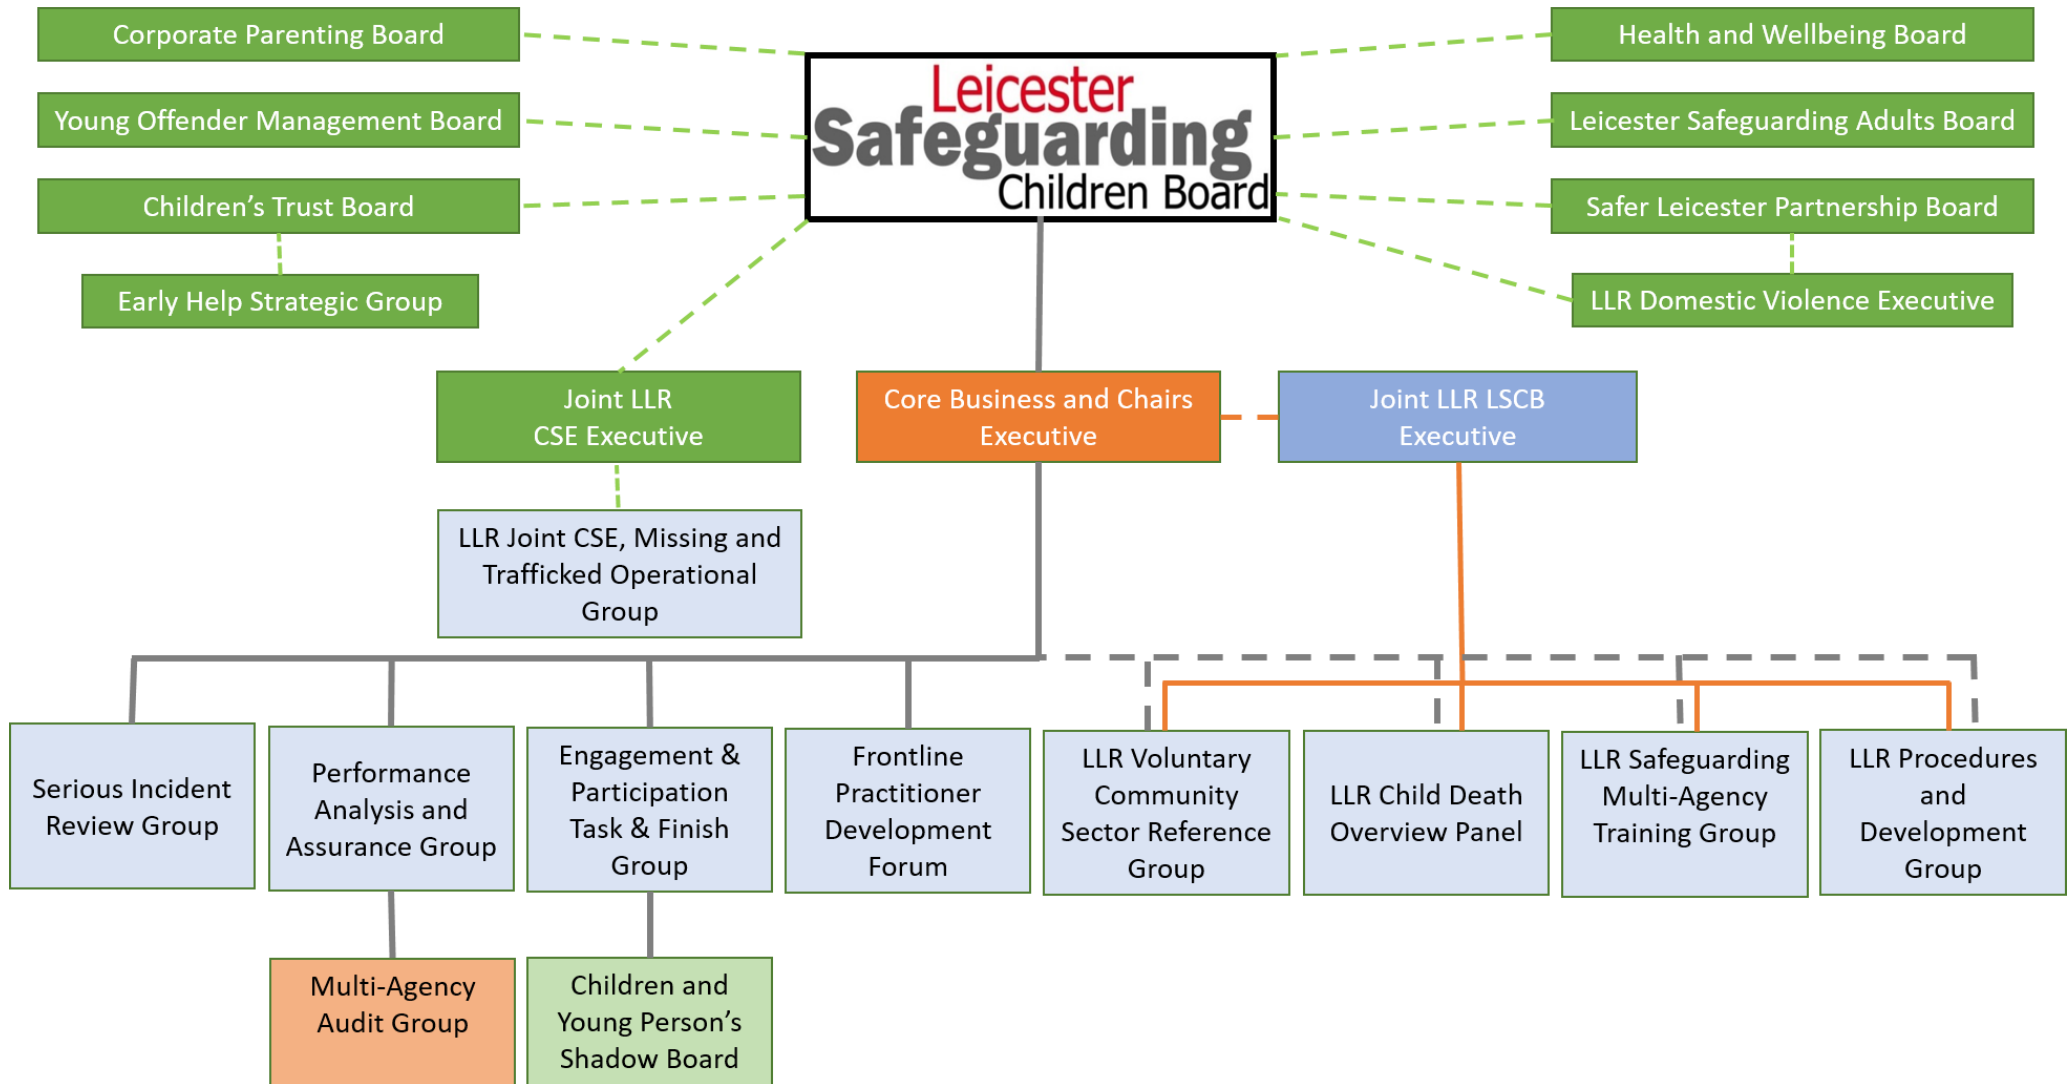 Corporate Parenting Board
Health and Wellbeing Board
Leicester
Safeguarding
Children Board
Young Offender Management Board
Leicester Safeguarding Adults Board
Children’s Trust Board
Safer Leicester Partnership Board
Early Help Strategic Group
LLR Domestic Violence Executive
Joint LLR
CSE Executive
Core Business and Chairs
Executive
Joint LLR LSCB
Executive
LLR Joint CSE, Missing and
Trafficked Operational
Group
Serious Incident
Review Group
Performance
Analysis and
Assurance Group
Engagement &
Participation
Task & Finish
Group
Frontline
Practitioner
Development
Forum
LLR Voluntary
Community
Sector Reference
Group
LLR Child Death
Overview Panel
LLR Safeguarding
Multi-Agency
Training Group
LLR Procedures
and
Development
Group
Multi-Agency
Audit Group
Children and
Young Person’s
Shadow Board